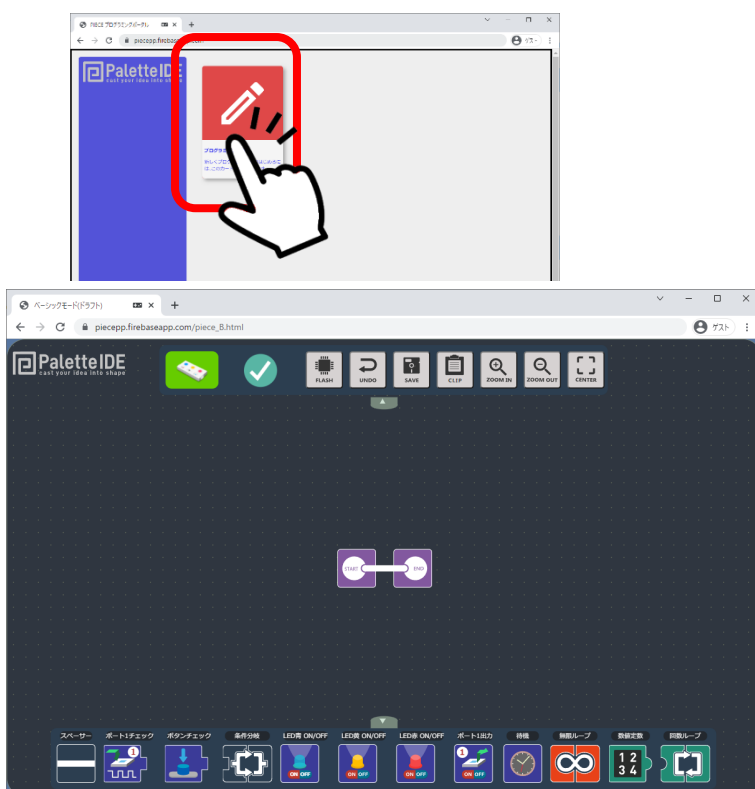 PIECE プログラミングポータル
piecepp.firebase
ゲスト
PaletteIDE
cast your idea into shape
ベーシックモード(ドラフト)
piecepp.firebaseapp.com/piece_B.html
ゲスト
PaletteIDE
cast your idea into shape
FLASH
UNDO
SAVE
CLIP
ZOOM IN
ZOOM OUT
CENTER
START
END
スペーサー
ポート1チェック
ボタンチェック
条件分岐
LED青 ON/OFF
LED黄 ON/OFF
LED赤 ON/OFF
ポート1出力
待機
無限ループ
数値定数
回数ループ
1
ON OFF
ON OFF
ON OFF
1
ON OFF
1 2
3 4